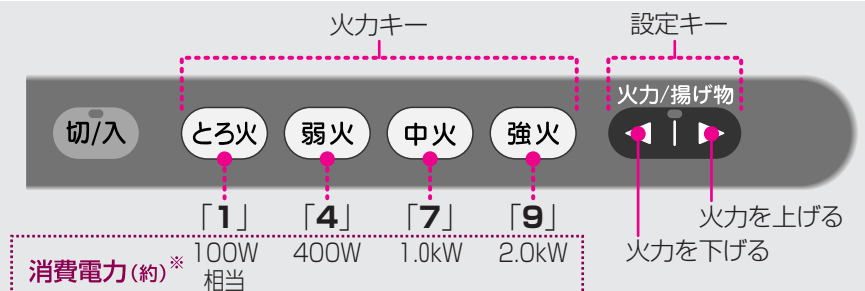 火力キー 設定キー
火力/揚げ物
切/入 とろ火 弱火 中火 強火
「1」 「4」 「7」 「9」
火力を上げる
火力を下げる
消費電力(約)※ 100W 400W 1.0kW 2.0kW
相当